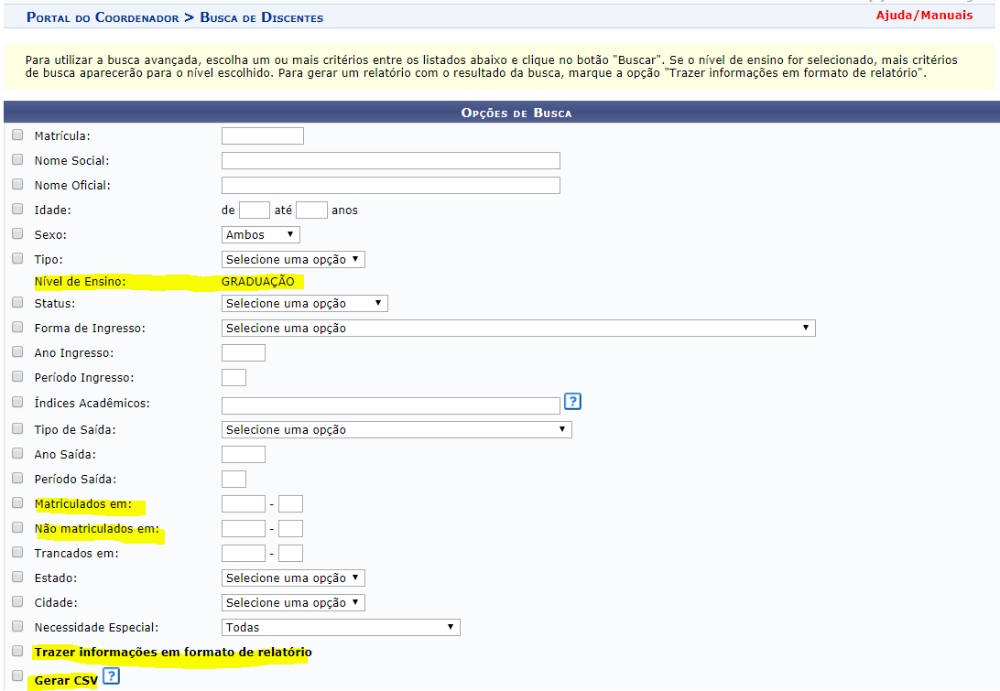 Portal do Coordenador > Busca de Discentes
Ajuda/Manuais
Para utilizar a busca avançada, escolha um ou mais critérios entre os listados abaixo e clique no botão "Buscar". Se o nível de ensino for selecionado, mais critérios
de busca aparecerão para o nível escolhido. Para gerar um relatório com o resultado da busca, marque a opção "Trazer informações em formato de relatório".
Opções de Busca
Matrícula:
Nome Social:
Nome Oficial:
Idade: de até anos
Sexo: Ambos
Tipo: Selecione uma opção
Nível de Ensino: GRADUAÇÃO
Status: Selecione uma opção
Forma de Ingresso: Selecione uma opção
Ano Ingresso:
Período Ingresso:
Índices Acadêmicos: ?
Tipo de Saída: Selecione uma opção
Ano Saída:
Período Saída:
Matriculados em: -
Não matriculados em: -
Trancados em: -
Estado: Selecione uma opção
Cidade: Selecione uma opção
Necessidade Especial: Todas
Trazer informações em formato de relatório
Gerar CSV ?